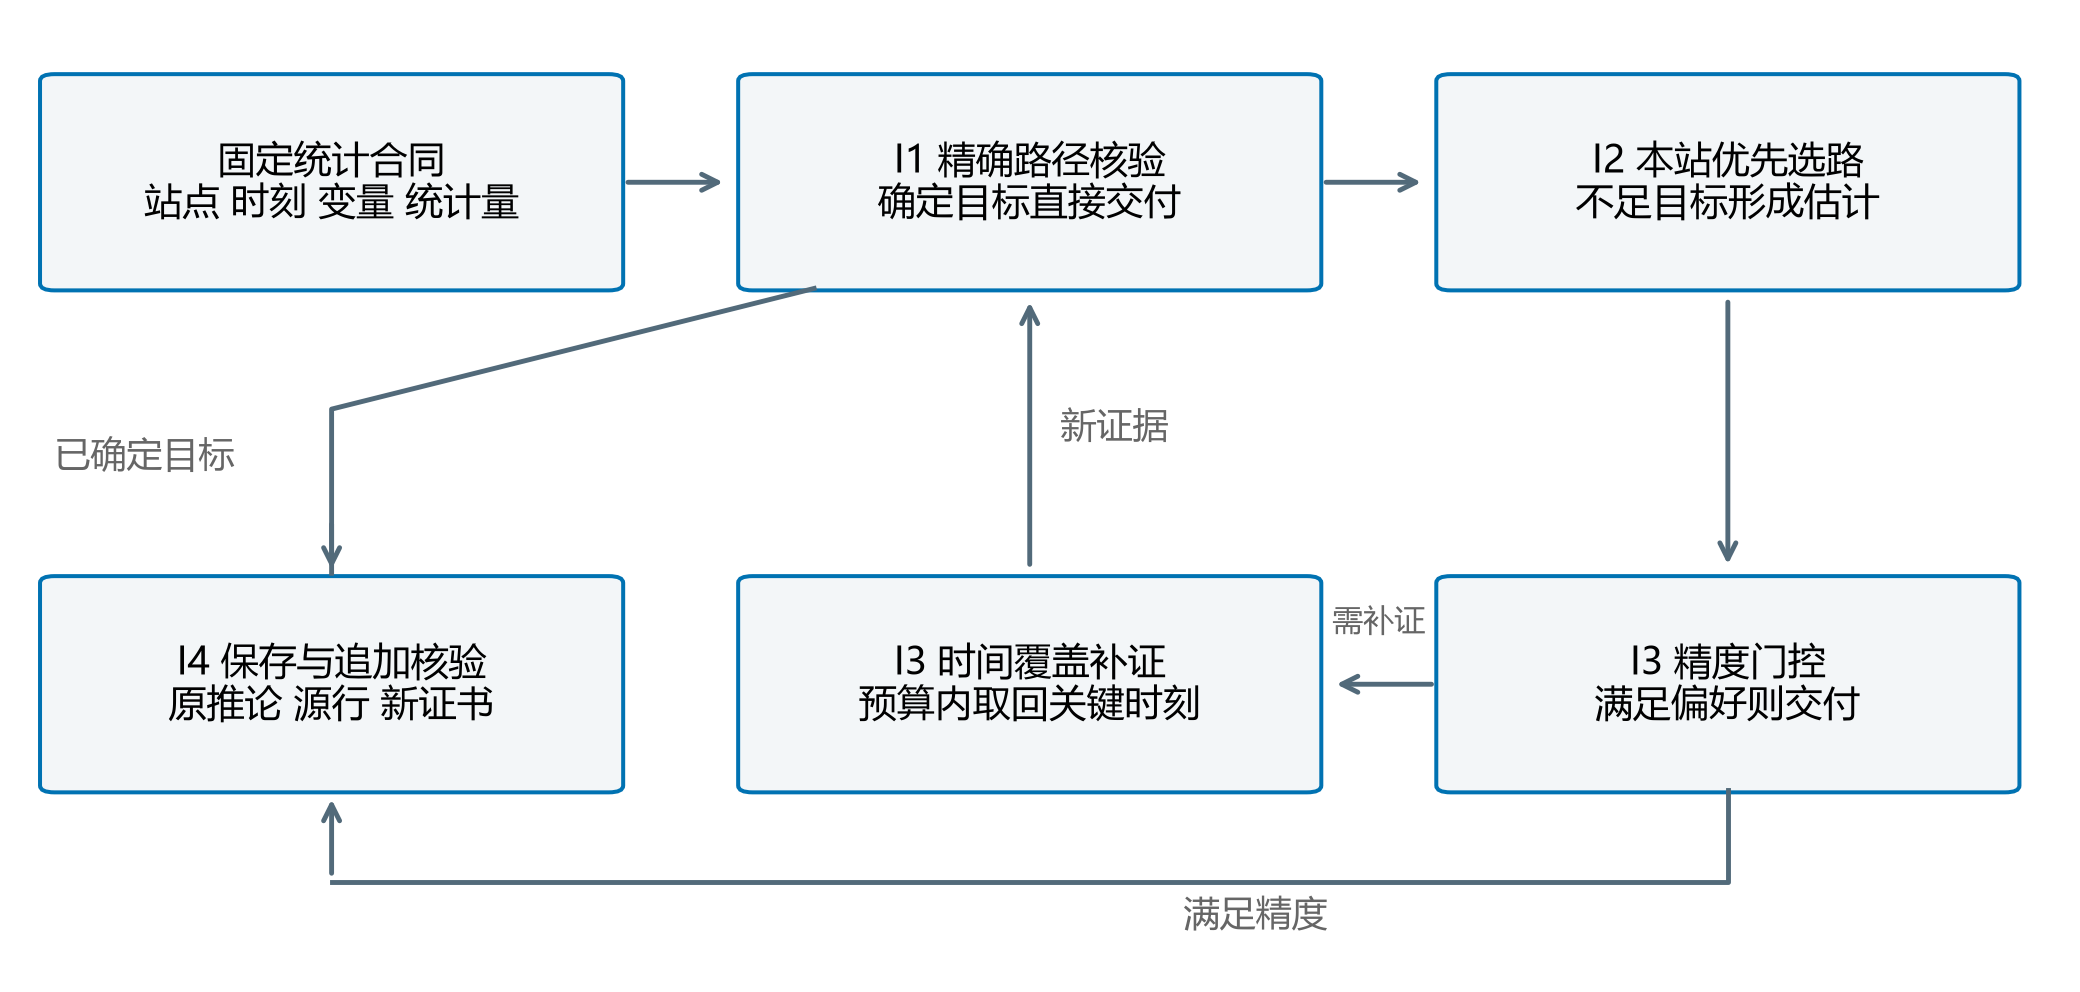 固定统计合同
站点 时刻 变量 统计量
I1 精确路径核验
确定目标直接交付
I2 本站优先选路
不足目标形成估计
已确定目标
新证据
需补证
I4 保存与追加核验
原推论 源行 新证书
I3 时间覆盖补证
预算内取回关键时刻
I3 精度门控
满足偏好则交付
满足精度